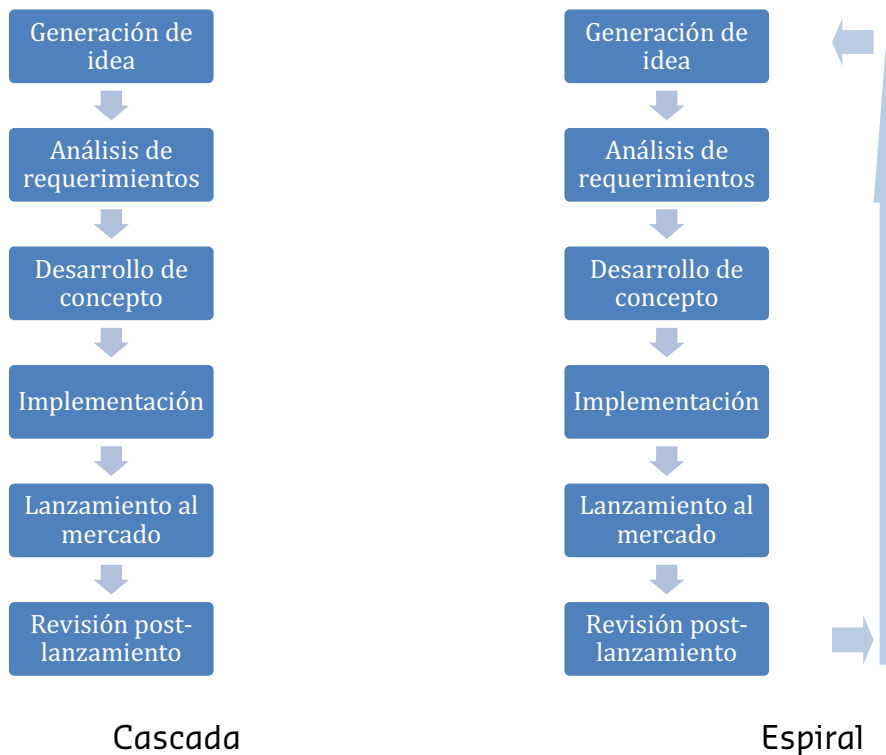 Generación de
idea
Análisis de
requerimientos
Desarrollo de
concepto
Implementación
Lanzamiento al
mercado
Revisión post-
lanzamiento
Cascada
Generación de
idea
Análisis de
requerimientos
Desarrollo de
concepto
Implementación
Lanzamiento al
mercado
Revisión post-
lanzamiento
Espiral